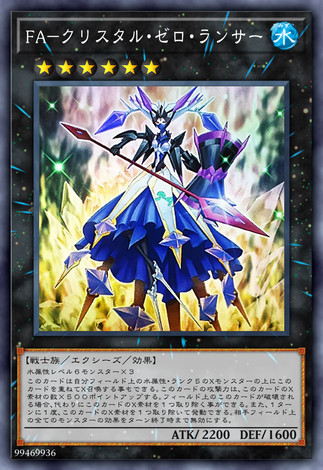 FA－クリスタル・ゼロ・ランサー
水
【戦士族／エクシーズ／効果】
水属性レベル６モンスター×３
このカードは自分フィールド上の水属性・ランク５のXモンスターの上にこの
カードを重ねてX召喚する事もできる。このカードの攻撃力は、このカードのX
素材の数×５００ポイントアップする。フィールド上のこのカードが破壊され
る場合、代わりにこのカードのX素材を１つ取り除く事ができる。また、１ター
ンに１度、このカードのX素材を１つ取り除いて発動できる。相手フィールド上
の全てのモンスターの効果をターン終了時まで無効にする。
ATK/ 2200 DEF/1600
99469936